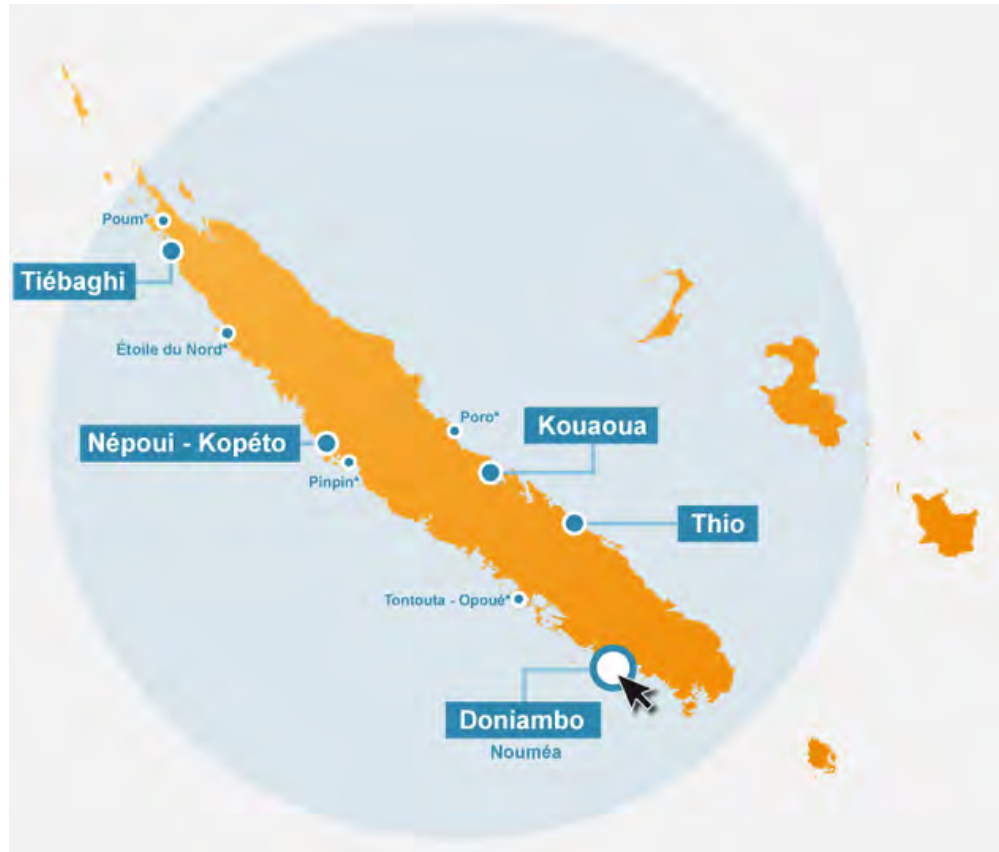 Poum*
Tiébaghi
Étoile du Nord*
Poro*
Kouaoua
Népoui - Kopéto
Pinpin*
Thio
Tontouta - Opoué*
Doniambo
Nouméa